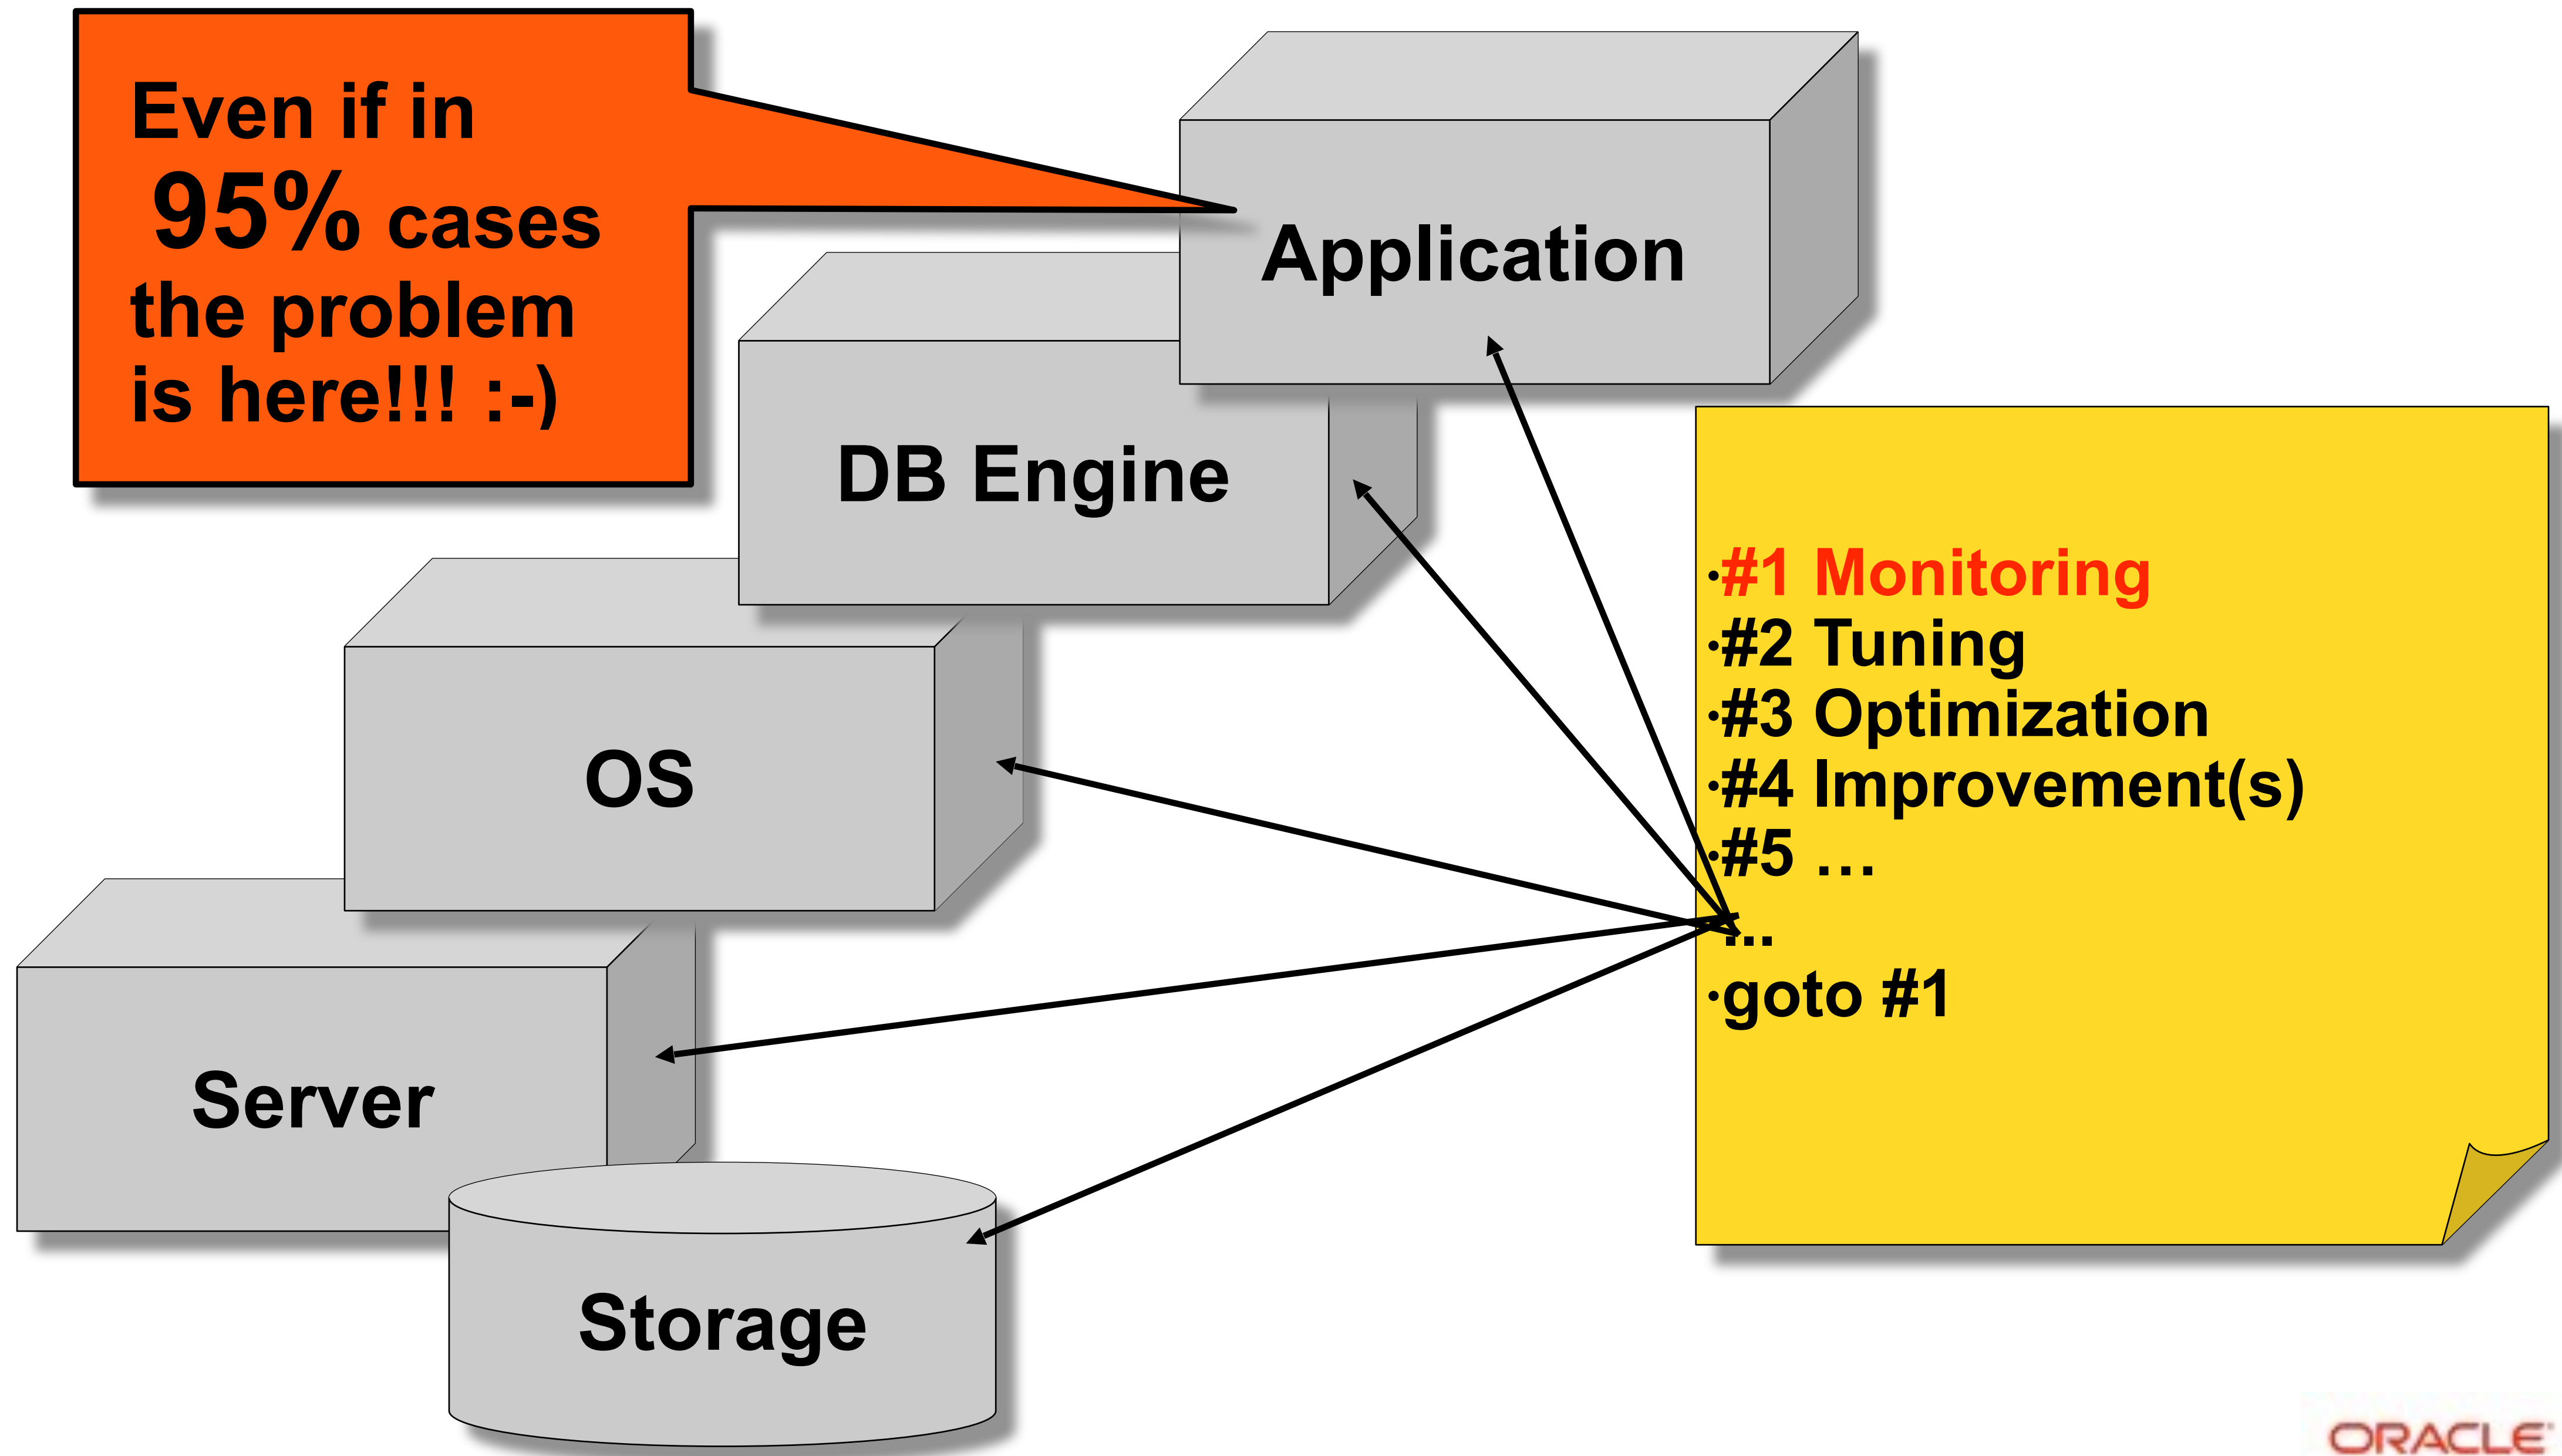 Even if in
95% cases
the problem
is here!!! :-)
Application
DB Engine
OS
Server
Storage
·#1 Monitoring
·#2 Tuning
·#3 Optimization
·#4 Improvement(s)
·#5 …
...
·goto #1
ORACLE